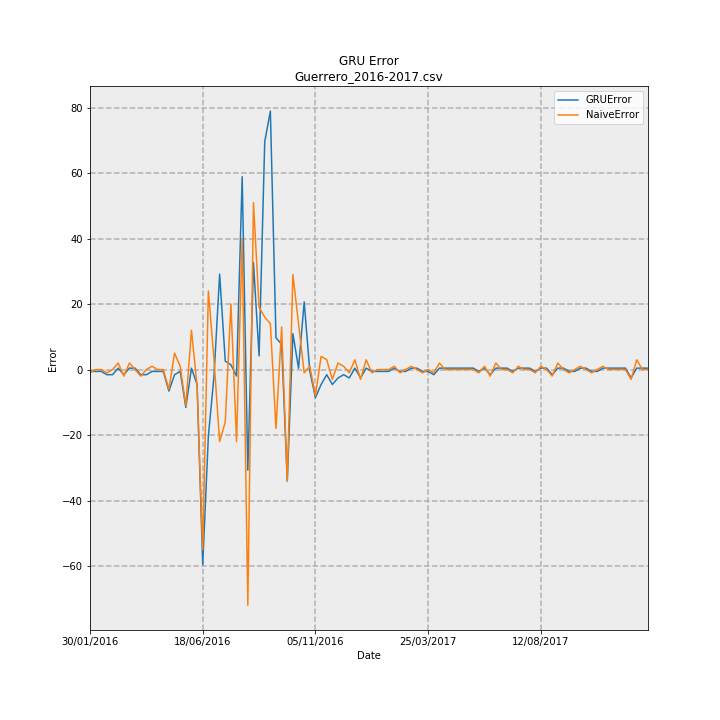 GRU Error
Guerrero_2016-2017.csv
GRUError
NaiveError
80
60
40
20
0
−20
−40
−60
Error
30/01/2016
18/06/2016
05/11/2016
25/03/2017
12/08/2017
Date